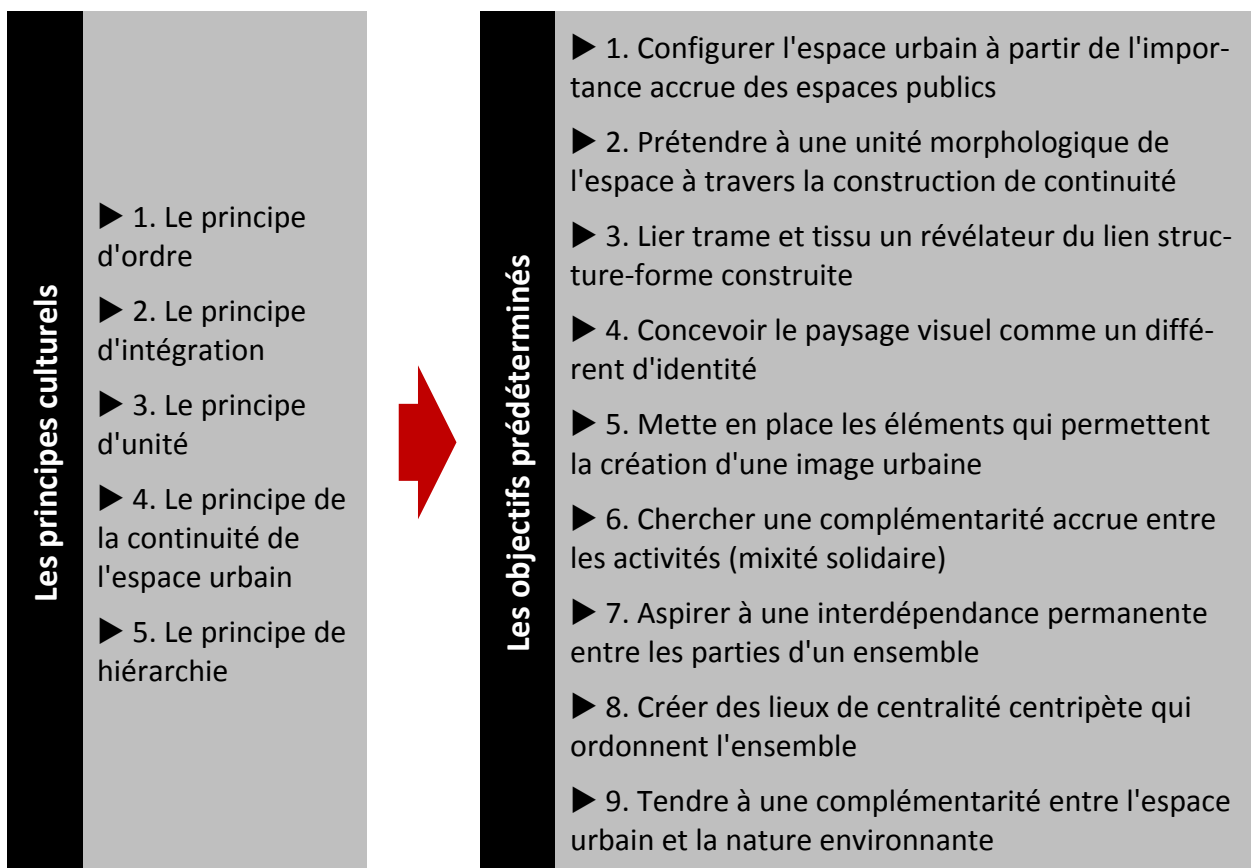 Les principes culturels
▶ 1. Le principe
d'ordre
▶ 2. Le principe
d'intégration
▶ 3. Le principe
d'unité
▶ 4. Le principe de
la continuité de
l'espace urbain
▶ 5. Le principe de
hiérarchie
Les objectifs prédéterminés
▶ 1. Configurer l'espace urbain à partir de l'impor-
tance accrue des espaces publics
▶ 2. Prétendre à une unité morphologique de
l'espace à travers la construction de continuité
▶ 3. Lier trame et tissu un révélateur du lien struc-
ture-forme construite
▶ 4. Concevoir le paysage visuel comme un diffé-
rent d'identité
▶ 5. Mette en place les éléments qui permettent
la création d'une image urbaine
▶ 6. Chercher une complémentarité accrue entre
les activités (mixité solidaire)
▶ 7. Aspirer à une interdépendance permanente
entre les parties d'un ensemble
▶ 8. Créer des lieux de centralité centripète qui
ordonnent l'ensemble
▶ 9. Tendre à une complémentarité entre l'espace
urbain et la nature environnante